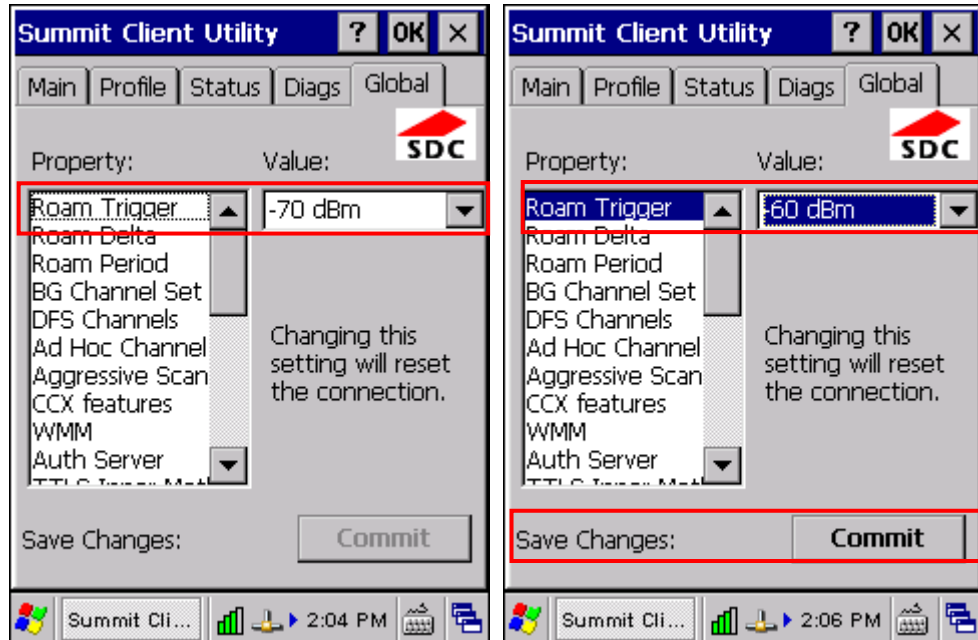 Summit Client Utility ? OK ×
Main Profile Status Diags Global
SDC
Property: Value:
Roam Trigger -70 dBm
Roam Delta
Roam Period
BG Channel Set
DFS Channels
Ad Hoc Channel
Aggressive Scan
CCX features
WMM
Auth Server
Changing this
setting will reset
the connection.
Save Changes: Commit
Summit Cli... 2:04 PM
Summit Client Utility ? OK ×
Main Profile Status Diags Global
SDC
Property: Value:
Roam Trigger -60 dBm
Roam Delta
Roam Period
BG Channel Set
DFS Channels
Ad Hoc Channel
Aggressive Scan
CCX features
WMM
Auth Server
Changing this
setting will reset
the connection.
Save Changes: Commit
Summit Cli... 2:06 PM